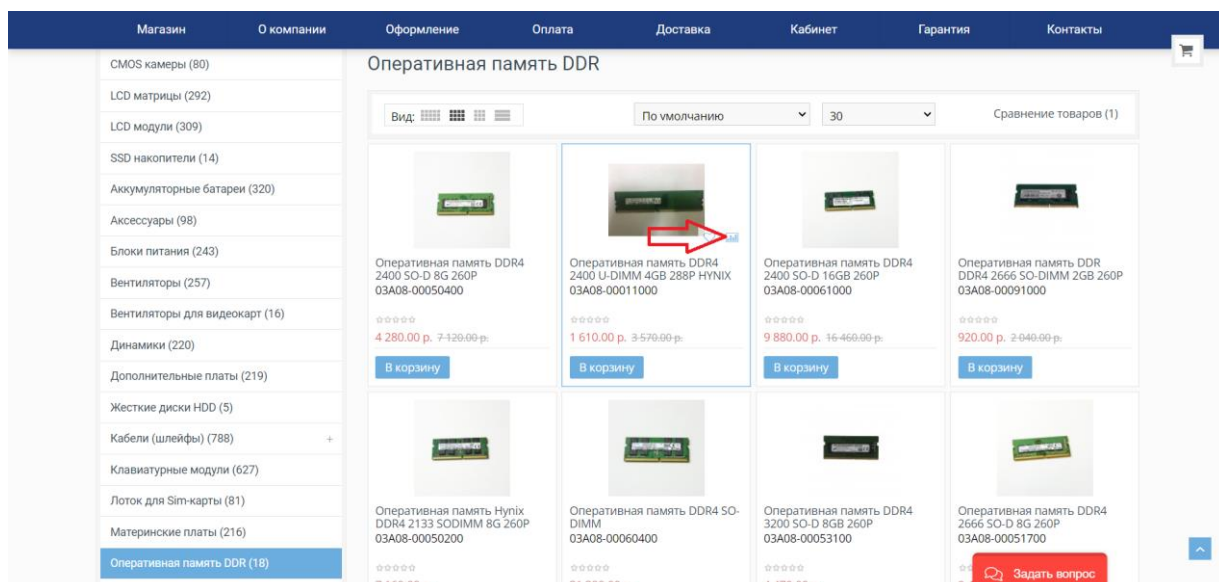 Магазин О компании Оформление Оплата Доставка Кабинет Гарантия Контакты
CMOS камеры (80)
LCD матрицы (292)
LCD модули (309)
SSD накопители (14)
Аккумуляторные батареи (320)
Аксессуары (98)
Блоки питания (243)
Вентиляторы (257)
Вентиляторы для видеокарт (16)
Динамики (220)
Дополнительные платы (219)
Жесткие диски HDD (5)
Кабели (шлейфы) (788) +
Клавиатурные модули (627)
Лоток для Sim-карты (81)
Материнские платы (216)
Оперативная память DDR (18)
Оперативная память DDR
Вид: По умолчанию 30 Сравнение товаров (1)
Оперативная память DDR4
2400 SO-D 8G 260P
03A08-00050400
4 280.00 р. 7 120.00 р.
В корзину
Оперативная память DDR4
2400 U-DIMM 4GB 288P HYNIX
03A08-00011000
1 610.00 р. 3 570.00 р.
В корзину
Оперативная память DDR4
2400 SO-D 16GB 260P
03A08-00061000
9 880.00 р. 16 460.00 р.
В корзину
Оперативная память DDR
DDR4 2666 SO-DIMM 2GB 260P
03A08-00091000
920.00 р. 2 040.00 р.
В корзину
Оперативная память Hynix
DDR4 2133 SODIMM 8G 260P
03A08-00050200
Оперативная память DDR4 SO-
DIMM
03A08-00060400
Оперативная память DDR4
3200 SO-D 8GB 260P
03A08-00053100
Оперативная память DDR4
2666 SO-D 8G 260P
03A08-00051700
Задать вопрос